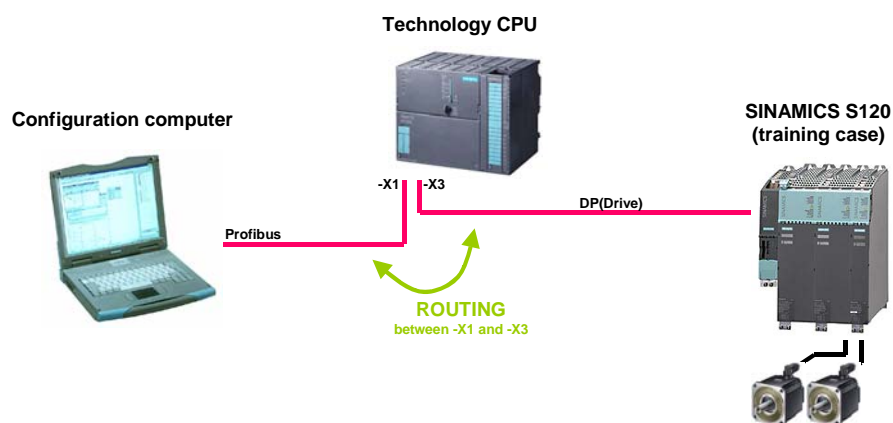 Technology CPU
Configuration computer
SINAMICS S120
(training case)
-X1
-X3
DP(Drive)
Profibus
ROUTING
between -X1 and -X3